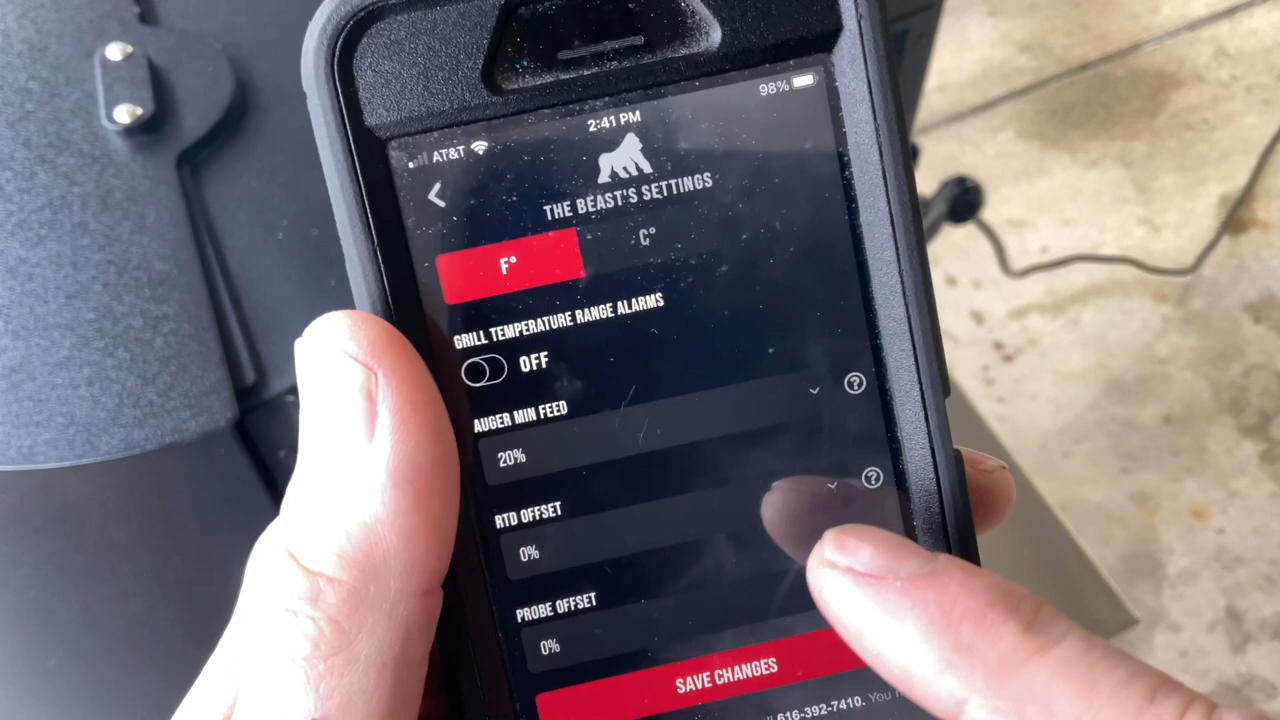 98%
2:41 PM
AT&T
THE BEAST'S SETTINGS
F° C°
GRILL TEMPERATURE RANGE ALARMS
OFF
AUGER MIN FEED
?
20%
RTD OFFSET
?
0%
PROBE OFFSET
0%
SAVE CHANGES
616-392-7410. You